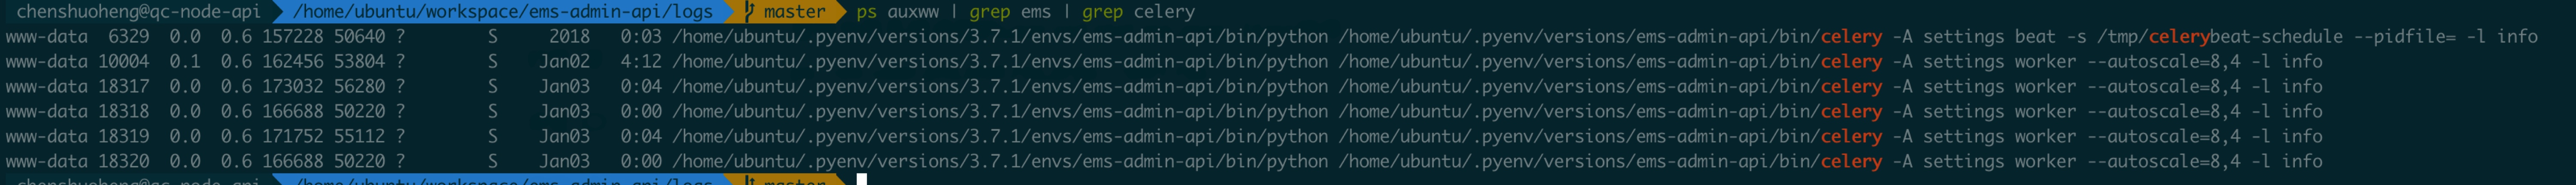 chenshuoheng@qc-node-api /home/ubuntu/workspace/ems-admin-api/logs master ps auxww | grep ems | grep celery
www-data 6329 0.0 0.6 157228 50640 ? S 2018 0:03 /home/ubuntu/.pyenv/versions/3.7.1/envs/ems-admin-api/bin/python /home/ubuntu/.pyenv/versions/ems-admin-api/bin/celery -A settings beat -s /tmp/celerybeat-schedule --pidfile= -l info
www-data 10004 0.1 0.6 162456 53804 ? S Jan02 4:12 /home/ubuntu/.pyenv/versions/3.7.1/envs/ems-admin-api/bin/python /home/ubuntu/.pyenv/versions/ems-admin-api/bin/celery -A settings worker --autoscale=8,4 -l info
www-data 18317 0.0 0.6 173032 56280 ? S Jan03 0:04 /home/ubuntu/.pyenv/versions/3.7.1/envs/ems-admin-api/bin/python /home/ubuntu/.pyenv/versions/ems-admin-api/bin/celery -A settings worker --autoscale=8,4 -l info
www-data 18318 0.0 0.6 166688 50220 ? S Jan03 0:00 /home/ubuntu/.pyenv/versions/3.7.1/envs/ems-admin-api/bin/python /home/ubuntu/.pyenv/versions/ems-admin-api/bin/celery -A settings worker --autoscale=8,4 -l info
www-data 18319 0.0 0.6 171752 55112 ? S Jan03 0:04 /home/ubuntu/.pyenv/versions/3.7.1/envs/ems-admin-api/bin/python /home/ubuntu/.pyenv/versions/ems-admin-api/bin/celery -A settings worker --autoscale=8,4 -l info
www-data 18320 0.0 0.6 166688 50220 ? S Jan03 0:00 /home/ubuntu/.pyenv/versions/3.7.1/envs/ems-admin-api/bin/python /home/ubuntu/.pyenv/versions/ems-admin-api/bin/celery -A settings worker --autoscale=8,4 -l info
chenshuoheng@qc-node-api /home/ubuntu/workspace/ems-admin-api/logs master